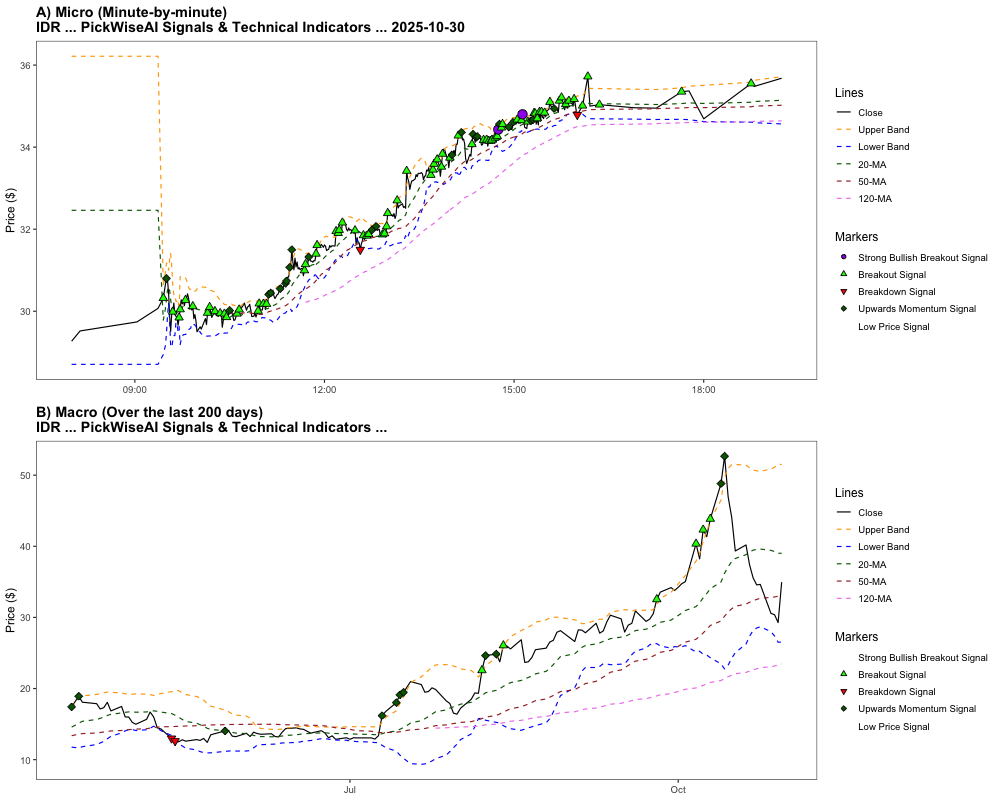 A) Micro (Minute-by-minute)
IDR ... PickWiseAI Signals & Technical Indicators ... 2025-10-30
Price ($)
36
34
32
30
09:00
12:00
15:00
18:00
Lines
Close
Upper Band
Lower Band
20-MA
50-MA
120-MA
Markers
Strong Bullish Breakout Signal
Breakout Signal
Breakdown Signal
Upwards Momentum Signal
Low Price Signal
B) Macro (Over the last 200 days)
IDR ... PickWiseAI Signals & Technical Indicators ...
Price ($)
50
40
30
20
10
Jul
Oct
Lines
Close
Upper Band
Lower Band
20-MA
50-MA
120-MA
Markers
Strong Bullish Breakout Signal
Breakout Signal
Breakdown Signal
Upwards Momentum Signal
Low Price Signal